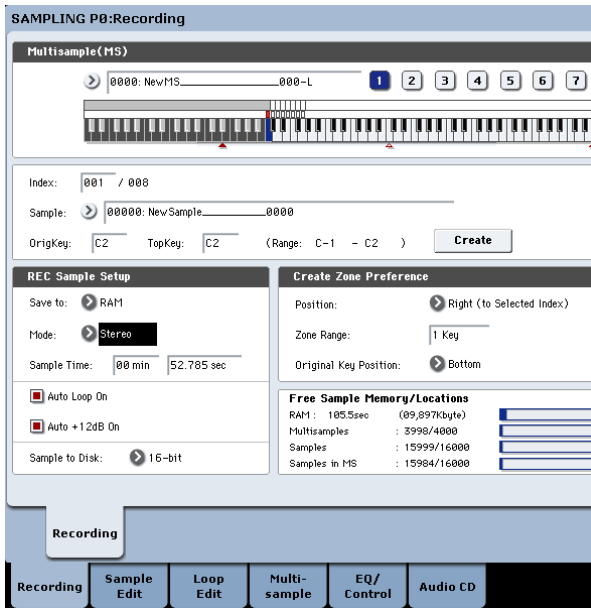 SAMPLING P0:Recording
Multisample(MS)
0000: NewMS____________000-L
1 2 3 4 5 6 7
Index: 001 / 008
Sample: 00000: NewSample________0000
OrigKey: C2 TopKey: C2 (Range: C-1 - C2 ) Create
REC Sample Setup
Save to: RAM
Mode: Stereo
Sample Time: 00 min 52.785 sec
Auto Loop On
Auto +12dB On
Sample to Disk: 16-bit
Create Zone Preference
Position: Right (to Selected Index)
Zone Range: 1 Key
Original Key Position: Bottom
Free Sample Memory/Locations
RAM : 105.5sec (09,897Kbyte)
Multisamples : 3998/4000
Samples : 15999/16000
Samples in MS : 15984/16000
Recording
Recording
Sample Edit
Loop Edit
Multi-sample
EQ/Control
Audio CD